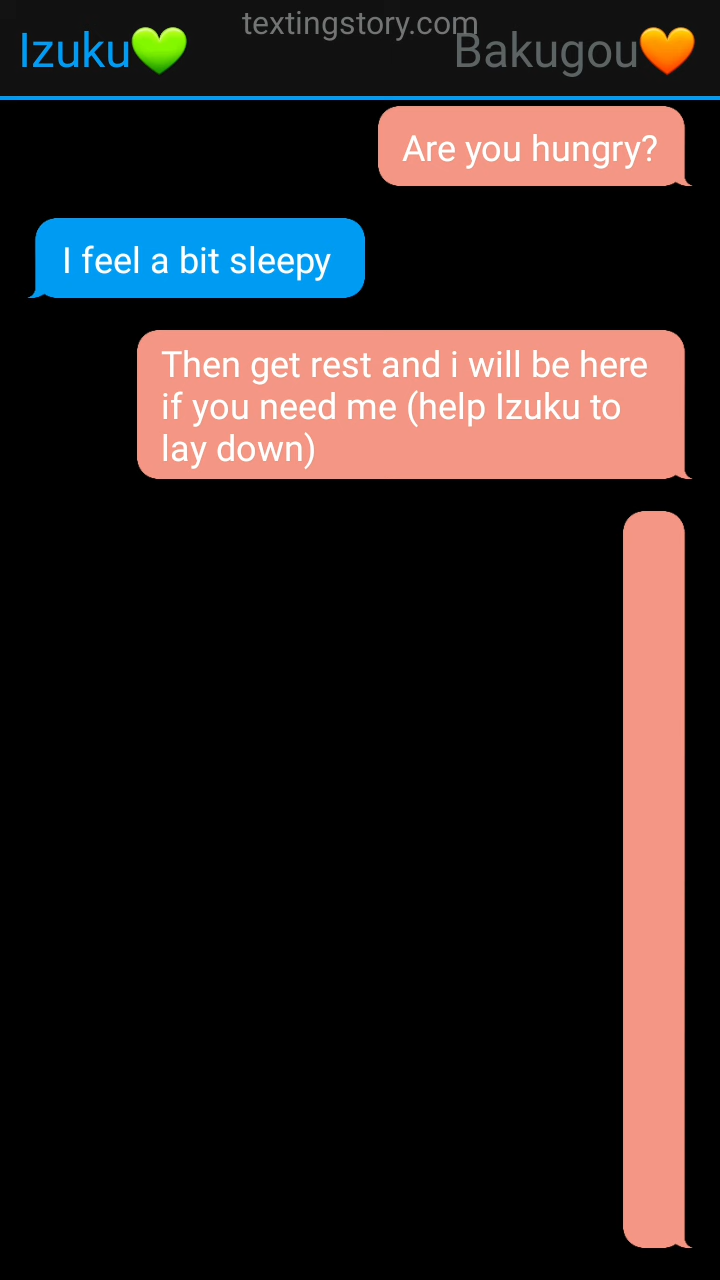 textingstory.com
Izuku💚
Bakugou🧡
Are you hungry?
I feel a bit sleepy
Then get rest and i will be here
if you need me (help Izuku to
lay down)